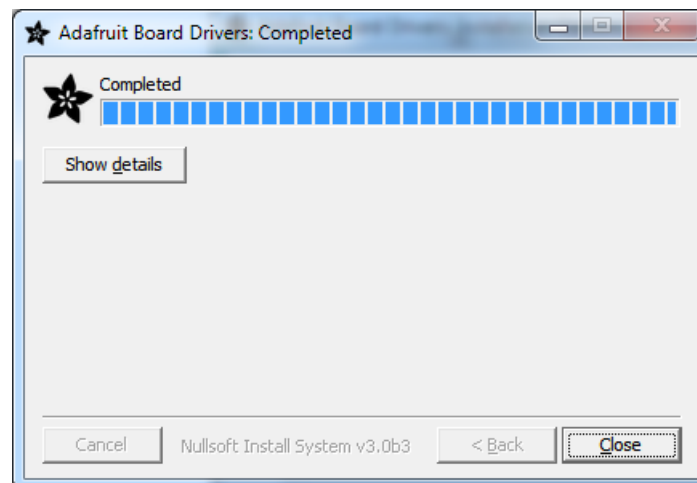 Adafruit Board Drivers: Completed
Completed
Show details
Cancel
Nullsoft Install System v3.0b3
< Back
Close